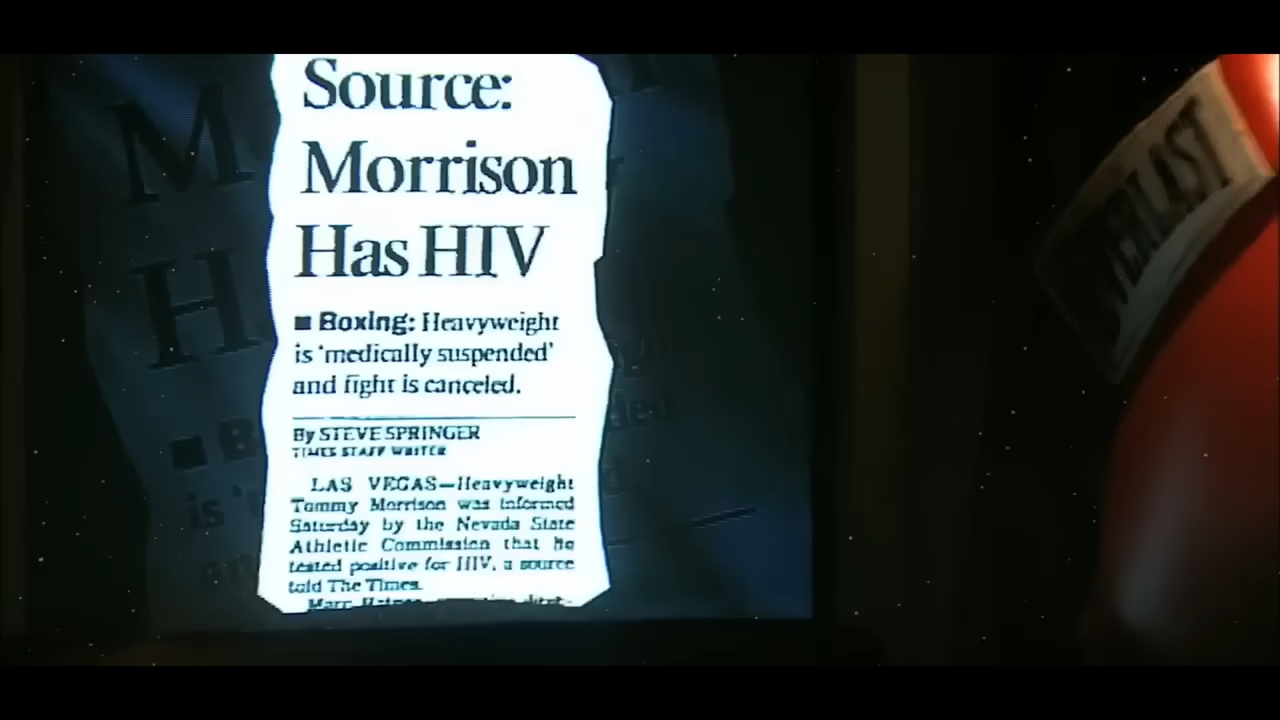 Source:
Morrison
Has HIV
■ Boxing: Heavyweight
is ‘medically suspended’
and fight is canceled.
By STEVE SPRINGER
TIMES STAFF WRITER
LAS VEGAS—Heavyweight
Tommy Morrison was informed
Saturday by the Nevada State
Athletic Commission that he
tested positive for HIV, a source
told The Times.
Marc
EVERLAST